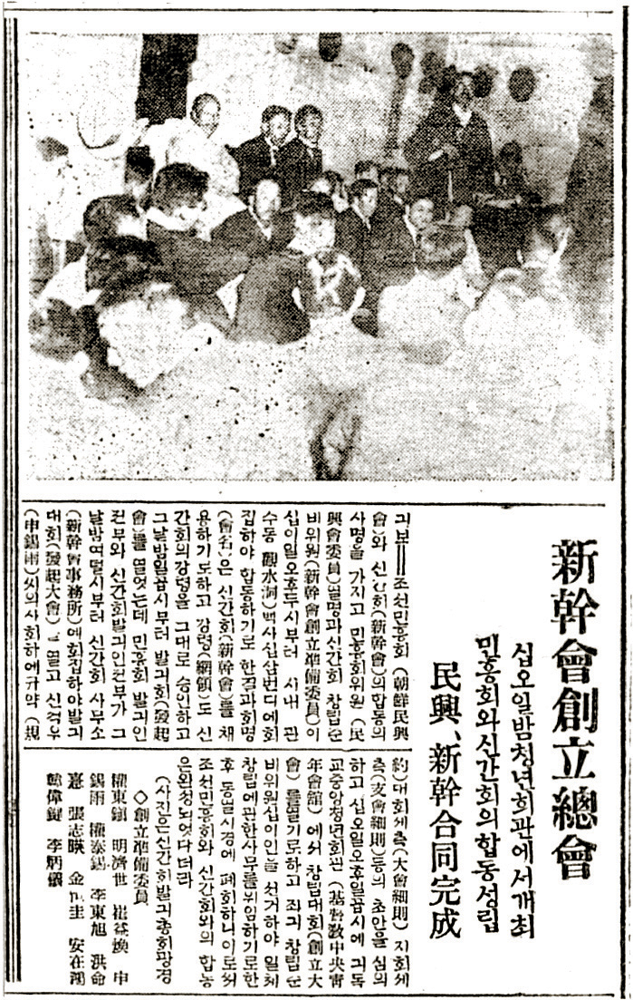 新幹會創立總會
십오일밤청년회관에서개최
민흥회와신간회의합동성립
民興、新幹合同完成
긔보=조선민흥회 (朝鮮民興
會)와 신간회(新幹會)의합동의
사명을 가지고 민흥회위원 (民
興會委員)열명과신간회 창립준
비위원(新幹會創立準備委員)이
십이일오후두시부터 시내 관
수동 觀水洞)백사십삼번디에회
집하야 합동하기로 한결과회명
(會名)은 신간회(新幹會)를 채
용하기도하고 강령(綱領)도 신
간회의강령을 그대로 승인하고
그날밤일곱시부터 발긔회(發起
會)를 열엇는데 민흥회 발긔인
전부와 신간회발긔인전부가 그
날밤여덜시부터 신간회 사무소
(新幹會事務所)에회집하야발긔
대회(發起大會)를 열고 신석우
(申錫雨)씨의사회하에규약 (規
約) 대회세측(大會細則) 지회세
측(支會細則)등의 초안을 심의
하고 십오일오후일곱시에 긔독
교중앙청년회관 (基督敎中央靑
年會館) 에서 창립대회(創立大
會)를열기로하고 즉긔 창립준
비위원십이인을 선거하야 일체
창립에관한사무를위임하기로한
후 동열시경에 폐회하니이로써
조선민흥회와 신간회와의 합동
은완성되엿다더라
(사진은신간회발긔총회광경
◇創立準備委員
權東鎭 明濟世 崔益煥 申
錫雨 權泰錫 李東旭 洪命
憙 張志暎 安在鴻
韓偉鍵 李炳儀